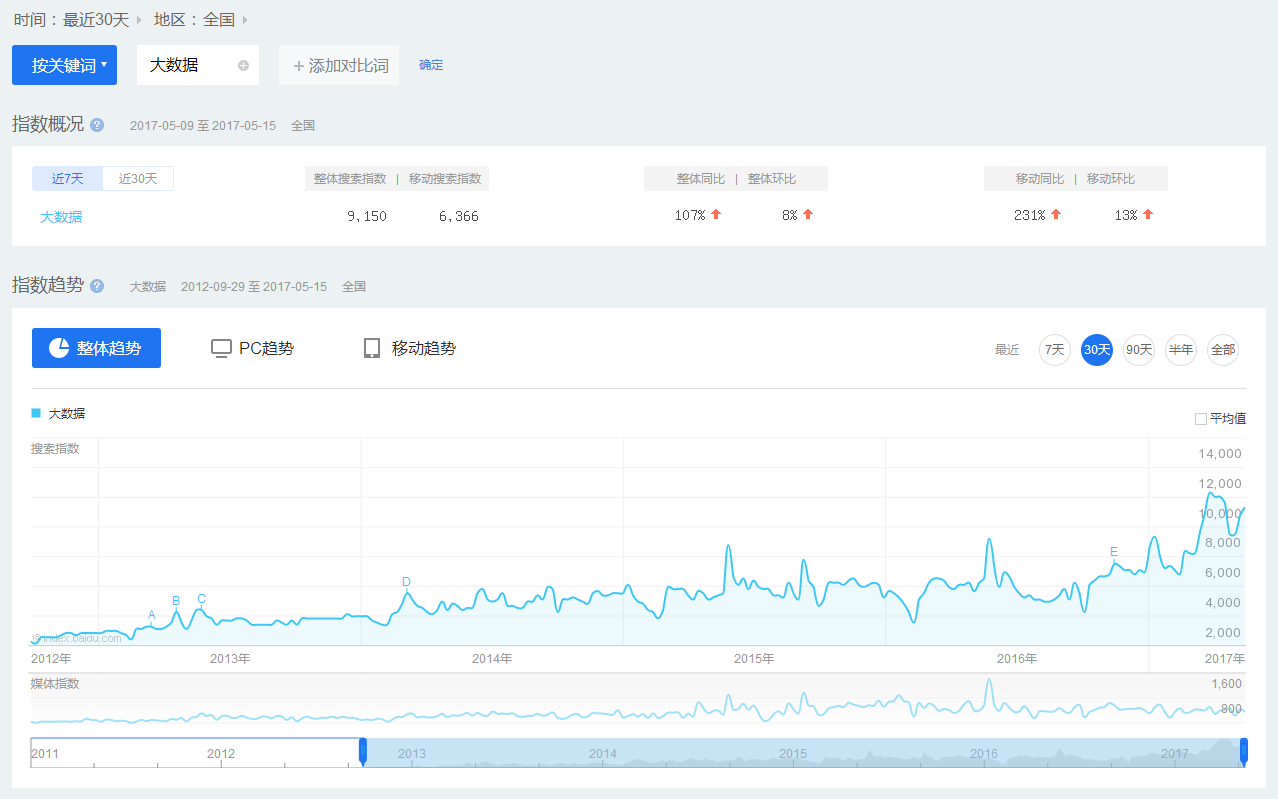 时间：最近30天 地区：全国
按关键词 大数据 + 添加对比词 确定
指数概况 ? 2017-05-09 至 2017-05-15 全国
近7天 近30天 整体搜索指数 | 移动搜索指数 整体同比 | 整体环比 移动同比 | 移动环比
大数据 9,150 6,366 107% 8% 231% 13%
指数趋势 ? 大数据 2012-09-29 至 2017-05-15 全国
整体趋势 PC趋势 移动趋势 最近 7天 30天 90天 半年 全部
大数据 平均值
搜索指数 14,000
12,000
10,000
8,000
E
6,000
D
4,000
A B C
2,000
© index.baidu.com
2012年 2013年 2014年 2015年 2016年 2017年
媒体指数 1,600
800
2011 2012 2013 2014 2015 2016 2017